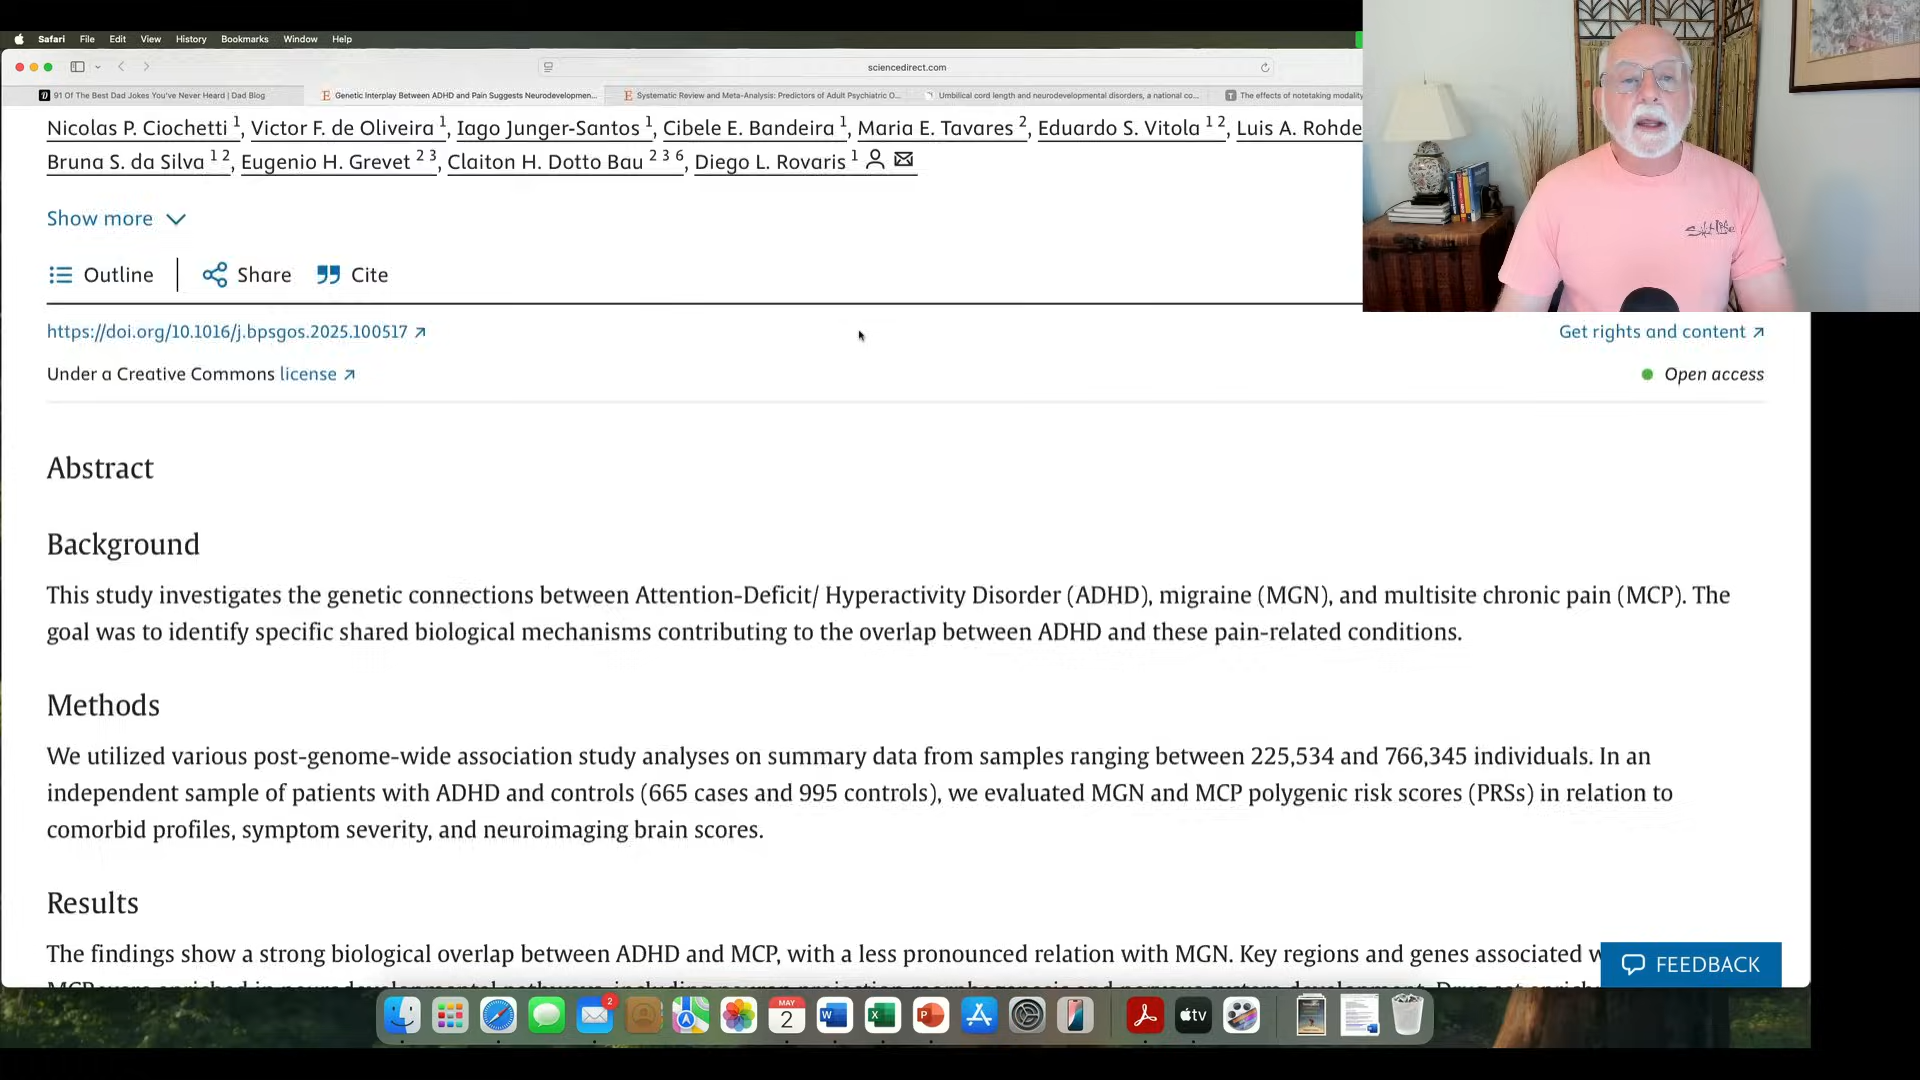 Safari File Edit View History Bookmarks Window Help
sciencedirect.com
91 Of The Best Dad Jokes You've Never Heard | Dad Blog
Genetic Interplay Between ADHD and Pain Suggests Neurodevelopmen...
Systematic Review and Meta-Analysis: Predictors of Adult Psychiatric O...
Umbilical cord length and neurodevelopmental disorders, a national co...
The effects of notetaking modality
Nicolas P. Ciochetti 1, Victor F. de Oliveira 1, Iago Junger-Santos 1, Cibele E. Bandeira 1, Maria E. Tavares 2, Eduardo S. Vitola 1 2, Luis A. Rohde
Bruna S. da Silva 1 2, Eugenio H. Grevet 2 3, Claiton H. Dotto Bau 2 3 6, Diego L. Rovaris 1
Show more
Outline Share Cite
https://doi.org/10.1016/j.bpsgos.2025.100517
Get rights and content
Under a Creative Commons license
Open access
Abstract
Background
This study investigates the genetic connections between Attention-Deficit/ Hyperactivity Disorder (ADHD), migraine (MGN), and multisite chronic pain (MCP). The
goal was to identify specific shared biological mechanisms contributing to the overlap between ADHD and these pain-related conditions.
Methods
We utilized various post-genome-wide association study analyses on summary data from samples ranging between 225,534 and 766,345 individuals. In an
independent sample of patients with ADHD and controls (665 cases and 995 controls), we evaluated MGN and MCP polygenic risk scores (PRSs) in relation to
comorbid profiles, symptom severity, and neuroimaging brain scores.
Results
The findings show a strong biological overlap between ADHD and MCP, with a less pronounced relation with MGN. Key regions and genes associated
FEEDBACK
2
MAY
2
tv